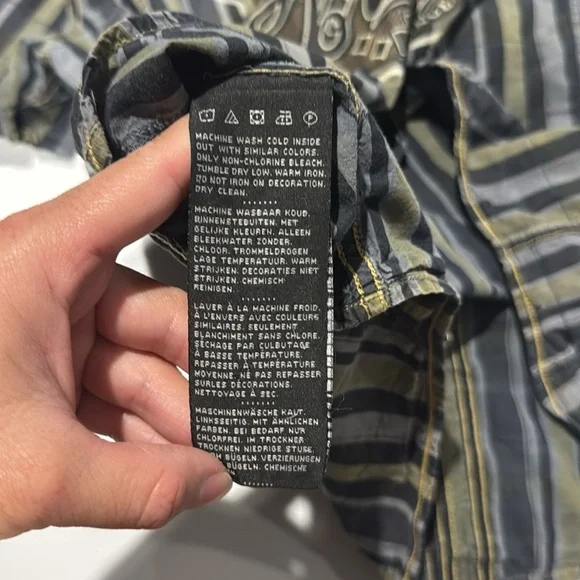 MACHINE WASH COLD INSIDE
OUT WITH SIMILAR COLORS.
ONLY NON-CHLORINE BLEACH.
TUMBLE DRY LOW. WARM IRON.
DO NOT IRON ON DECORATION.
DRY CLEAN.
MACHINE WASBAAR KOUD.
BINNENSTEBUITEN. MET
GELIJKE KLEUREN. ALLEEN
BLEEKWATER ZONDER.
CHLOOR. TROMMELDROGEN
LAGE TEMPERATUUR. WARM
STRIJKEN. DECORATIES NIET
STRIJKEN. CHEMISCH
REINIGEN.
LAVER À LA MACHINE FROID.
À L'ENVERS AVEC COULEURS
SIMILAIRES. SEULEMENT
BLANCHIMENT SANS CHLORE.
SÉCHAGE PAR CULBUTAGE
À BASSE TEMPÉRATURE.
REPASSER À TEMPÉRATURE
MOYENNE. NE PAS REPASSER
SURLES DÉCORATIONS.
NETTOYAGE À SEC.
MASCHINENWÄSCHE KALT.
LINKSSEITIG. MIT ÄHNLICHEN
FARBEN. BEI BEDARF NUR
CHLORFREI. IM TROCKNER
TROCKNEN NIEDRIGE STUSE.
BÜGELN. VERZIERUNGEN
BÜGELN. CHEMISCHE